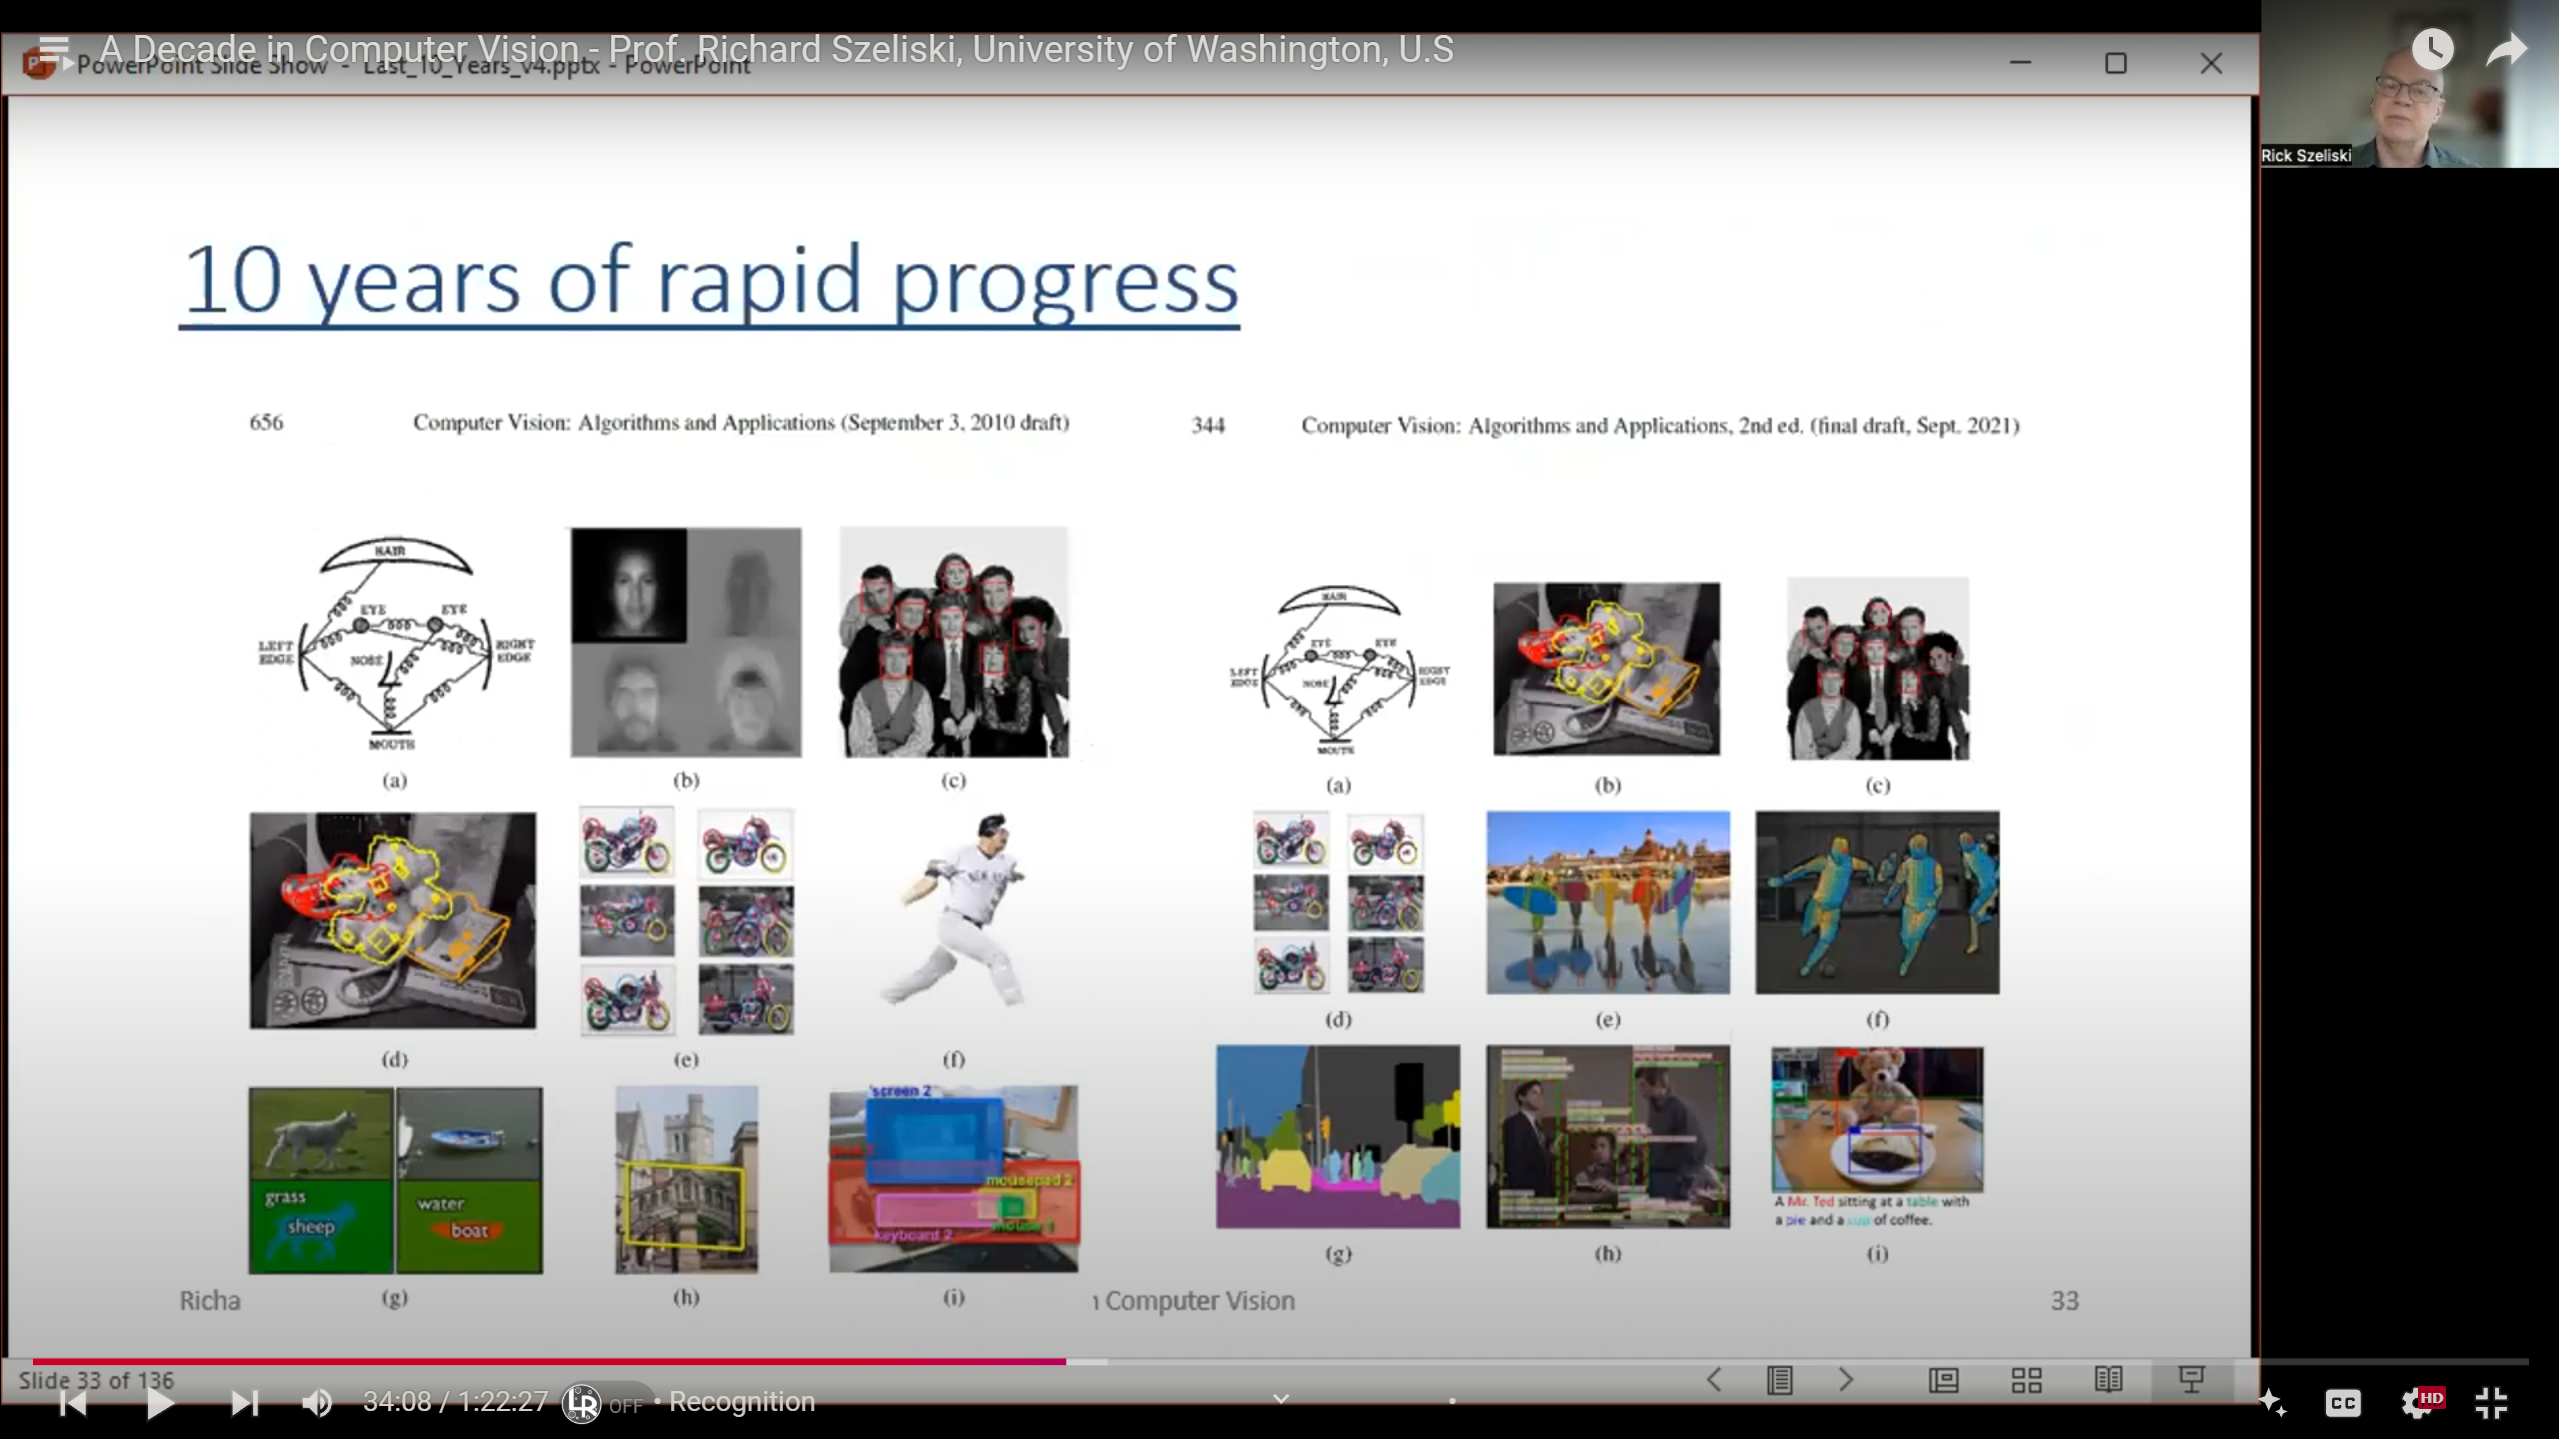 A Decade in Computer Vision - Prof. Richard Szeliski, University of Washington, U.S
PowerPoint Slide Show - Last_10_Years_v4.pptx - PowerPoint
Rick Szeliski
10 years of rapid progress
656 Computer Vision: Algorithms and Applications (September 3, 2010 draft)
344 Computer Vision: Algorithms and Applications, 2nd ed. (final draft, Sept. 2021)
HAIR
EYE EYE
LEFT EDGE
NOSE
RIGHT EDGE
MOUTH
(a) (b) (c)
NEW
(d) (e) (f)
grass
sheep
water
boat
screen 2
mousepad 2
keyboard 2
(g) (h) (i)
HAIR
EYE EYE
LEFT EDGE
NOSE
RIGHT EDGE
MOUTH
(a) (b) (c)
(d) (e) (f)
A Mr. Ted sitting at a table with
a pie and a cup of coffee.
(g) (h) (i)
Richa
n Computer Vision
33
Slide 33 of 136
34:08 / 1:22:27
LR
OFF
• Recognition
CC
HD